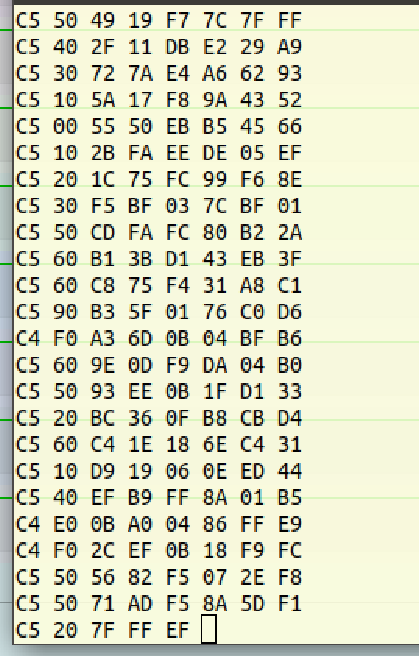 C5 50 49 19 F7 7C 7F FF
C5 40 2F 11 DB E2 29 A9
C5 30 72 7A E4 A6 62 93
C5 10 5A 17 F8 9A 43 52
C5 00 55 50 EB B5 45 66
C5 10 2B FA EE DE 05 EF
C5 20 1C 75 FC 99 F6 8E
C5 30 F5 BF 03 7C BF 01
C5 50 CD FA FC 80 B2 2A
C5 60 B1 3B D1 43 EB 3F
C5 60 C8 75 F4 31 A8 C1
C5 90 B3 5F 01 76 C0 D6
C4 F0 A3 6D 0B 04 BF B6
C5 60 9E 0D F9 DA 04 B0
C5 50 93 EE 0B 1F D1 33
C5 20 BC 36 0F B8 CB D4
C5 60 C4 1E 18 6E C4 31
C5 10 D9 19 06 0E ED 44
C5 40 EF B9 FF 8A 01 B5
C4 E0 0B A0 04 86 FF E9
C4 F0 2C EF 0B 18 F9 FC
C5 50 56 82 F5 07 2E F8
C5 50 71 AD F5 8A 5D F1
C5 20 7F FF EF